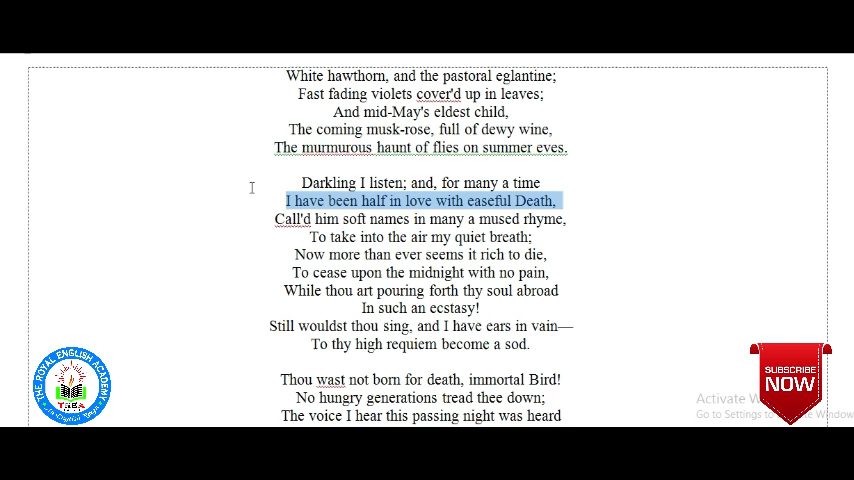 White hawthorn, and the pastoral eglantine;
Fast fading violets cover'd up in leaves;
And mid-May's eldest child,
The coming musk-rose, full of dewy wine,
The murmurous haunt of flies on summer eves.
Darkling I listen; and, for many a time
I have been half in love with easeful Death,
Call'd him soft names in many a mused rhyme,
To take into the air my quiet breath;
Now more than ever seems it rich to die,
To cease upon the midnight with no pain,
While thou art pouring forth thy soul abroad
In such an ecstasy!
Still wouldst thou sing, and I have ears in vain—
To thy high requiem become a sod.
Thou wast not born for death, immortal Bird!
No hungry generations tread thee down;
The voice I hear this passing night was heard
THE ROYAL ENGLISH ACADEMY
SUBSCRIBE
NOW
Activate W
Go to Settings to Window